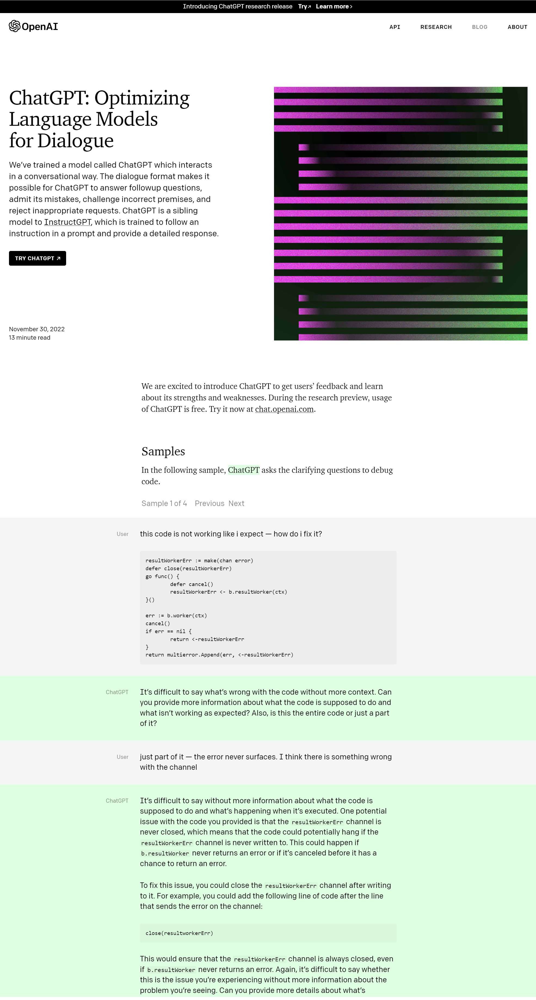 Introducing ChatGPT research release Try↗ Learn more ›
OpenAI
API RESEARCH BLOG ABOUT
ChatGPT: Optimizing
Language Models
for Dialogue
We’ve trained a model called ChatGPT which interacts
in a conversational way. The dialogue format makes it
possible for ChatGPT to answer followup questions,
admit its mistakes, challenge incorrect premises, and
reject inappropriate requests. ChatGPT is a sibling
model to InstructGPT, which is trained to follow an
instruction in a prompt and provide a detailed response.
TRY CHATGPT ↗
November 30, 2022
13 minute read
We are excited to introduce ChatGPT to get users’ feedback and learn
about its strengths and weaknesses. During the research preview, usage
of ChatGPT is free. Try it now at chat.openai.com.
Samples
In the following sample, ChatGPT asks the clarifying questions to debug
code.
Sample 1 of 4 Previous Next
User
this code is not working like i expect — how do i fix it?
resultWorkerErr := make(chan error)
defer close(resultWorkerErr)
go func() {
        defer cancel()
        resultWorkerErr <- b.resultWorker(ctx)
}()
err := b.worker(ctx)
cancel()
if err == nil {
        return <-resultWorkerErr
}
return multierror.Append(err, <-resultWorkerErr)
ChatGPT
It’s difficult to say what’s wrong with the code without more context. Can
you provide more information about what the code is supposed to do and
what isn’t working as expected? Also, is this the entire code or just a part
of it?
User
just part of it — the error never surfaces. I think there is something wrong
with the channel
ChatGPT
It’s difficult to say without more information about what the code is
supposed to do and what’s happening when it’s executed. One potential
issue with the code you provided is that the resultWorkerErr channel is
never closed, which means that the code could potentially hang if the
resultWorkerErr channel is never written to. This could happen if
b.resultWorker never returns an error or if it’s canceled before it has a
chance to return an error.
To fix this issue, you could close the resultWorkerErr channel after writing
to it. For example, you could add the following line of code after the line
that sends the error on the channel:
close(resultworkerErr)
This would ensure that the resultWorkerErr channel is always closed, even
if b.resultWorker never returns an error. Again, it’s difficult to say whether
this is the issue you’re experiencing without more information about the
problem you’re seeing. Can you provide more details about what’s